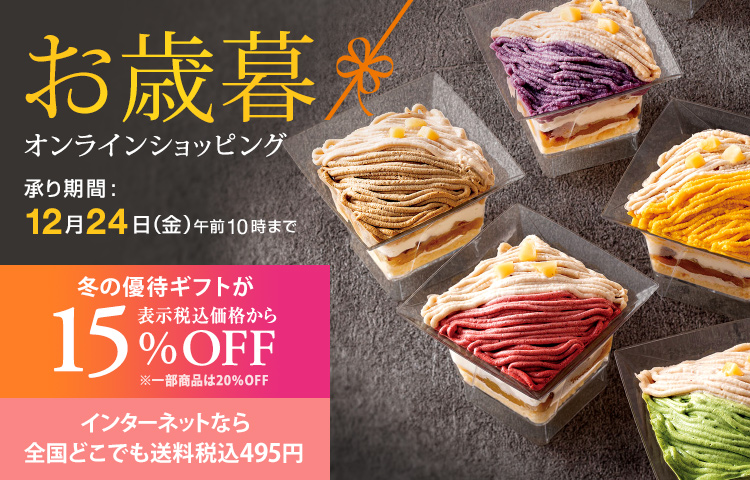 お歳暮
オンラインショッピング
承り期間：
12月24日(金)午前10時まで
冬の優待ギフトが
表示税込価格から
15%OFF
※一部商品は20%OFF
インターネットなら
全国どこでも送料税込495円